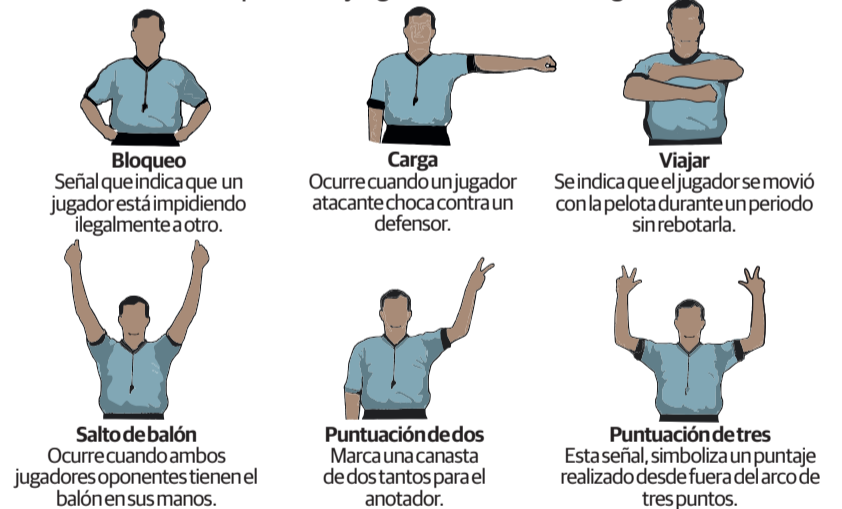 Bloqueo
Señal que indica que un
jugador está impidiendo
ilegalmente a otro.
Carga
Ocurre cuando un jugador
atacante choca contra un
defensor.
Viajar
Se indica que el jugador se movió
con la pelota durante un periodo
sin rebotarla.
Salto de balón
Ocurre cuando ambos
jugadores oponentes tienen el
balón en sus manos.
Puntuación de dos
Marca una canasta
de dos tantos para el
anotador.
Puntuación de tres
Esta señal, simboliza un puntaje
realizado desde fuera del arco de
tres puntos.